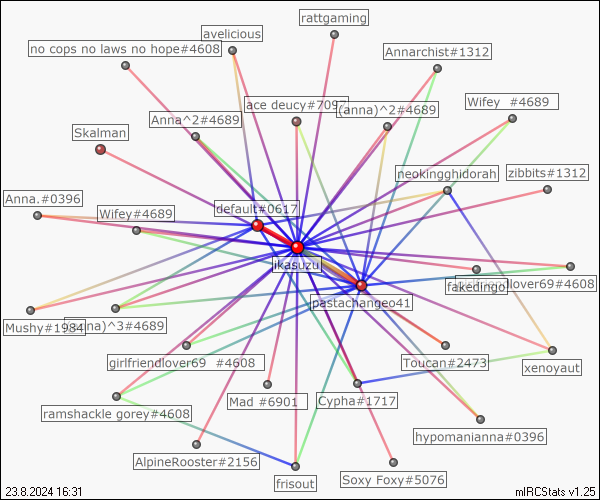 rattgaming
avelicious
no cops no laws no hope#4608
Annarchist#1312
ace deucy#7097
(anna)^2#4689
Wifey #4689
Anna^2#4689
Skalman
neokingghidorah
zibbits#1312
Anna.#0396
Wifey#4689
default#0617
ikasuzu
fakedingo
lover69#4608
pastachangeo41
Mushy#1984
)^3#4689
girlfriendlover69 #4608
Toucan#2473
xenoyaut
Mad #6901
Cypha#1717
ramshackle gorey#4608
hypomanianna#0396
AlpineRooster#2156
frisout
Soxy Foxy#5076
23.8.2024 16:31
mIRCStats v1.25